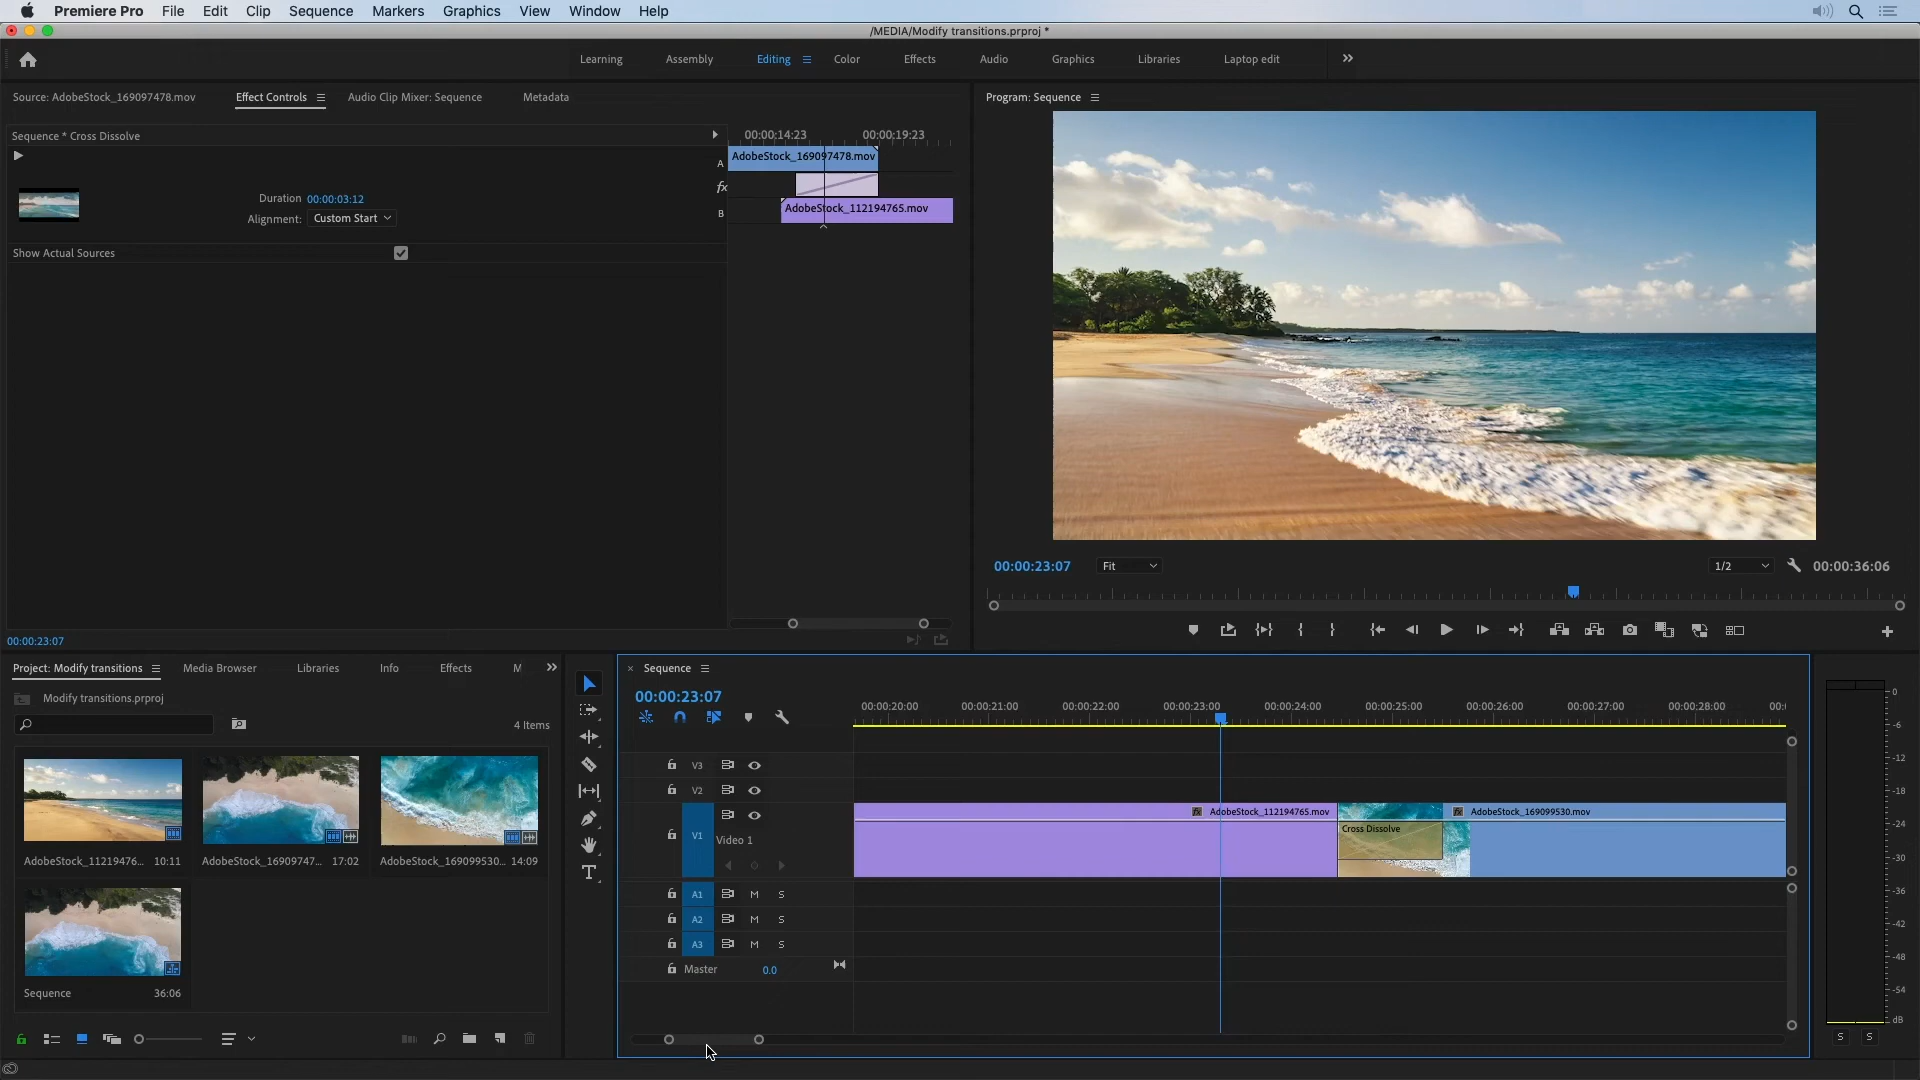 Premiere Pro File Edit Clip Sequence Markers Graphics View Window Help
/MEDIA/Modify transitions.prproj *
Learning Assembly Editing Color Effects Audio Graphics Libraries Laptop edit
Source: AdobeStock_169097478.mov Effect Controls Audio Clip Mixer: Sequence Metadata
Sequence * Cross Dissolve
00:00:14:23 00:00:19:23
A AdobeStock_169097478.mov
fx
B AdobeStock_112194765.mov
Duration 00:00:03:12
Alignment: Custom Start
Show Actual Sources
00:00:23:07
Program: Sequence
00:00:23:07 Fit 1/2 00:00:36:06
Project: Modify transitions Media Browser Libraries Info Effects M
Modify transitions.prproj
4 Items
AdobeStock_11219476... 10:11
AdobeStock_16909747... 17:02
AdobeStock_169099530... 14:09
Sequence 36:06
T
× Sequence
00:00:23:07
00:00:20:00 00:00:21:00 00:00:22:00 00:00:23:00 00:00:24:00 00:00:25:00 00:00:26:00 00:00:27:00 00:00:28:00 00:0
V3
V2
V1 Video 1
fx AdobeStock_112194765.mov
Cross Dissolve
fx AdobeStock_169099530.mov
A1 M S
A2 M S
A3 M S
Master 0.0
0
-6
-12
-18
-24
-30
-36
-42
-48
-54
dB
S S